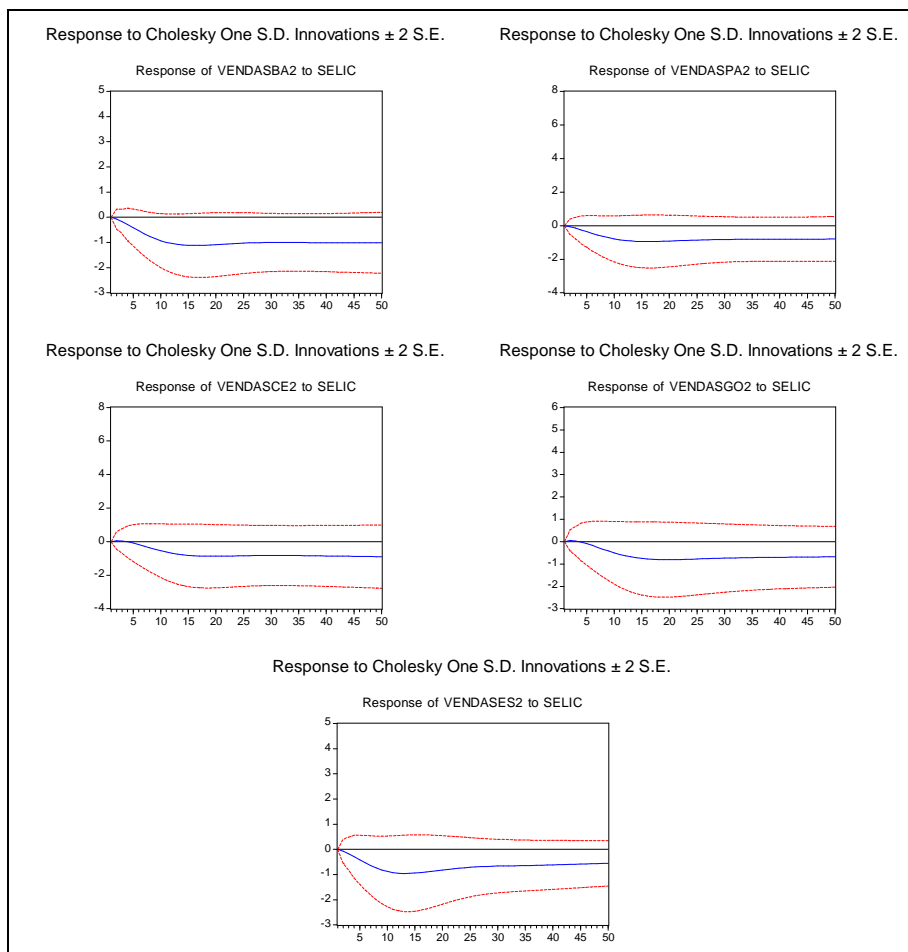 Response to Cholesky One S.D. Innovations ± 2 S.E.
Response of VENDASBA2 to SELIC
5
4
3
2
1
0
-1
-2
-3
5 10 15 20 25 30 35 40 45 50
Response to Cholesky One S.D. Innovations ± 2 S.E.
Response of VENDASPA2 to SELIC
8
6
4
2
0
-2
-4
5 10 15 20 25 30 35 40 45 50
Response to Cholesky One S.D. Innovations ± 2 S.E.
Response of VENDASCE2 to SELIC
8
6
4
2
0
-2
-4
5 10 15 20 25 30 35 40 45 50
Response to Cholesky One S.D. Innovations ± 2 S.E.
Response of VENDASGO2 to SELIC
6
5
4
3
2
1
0
-1
-2
-3
5 10 15 20 25 30 35 40 45 50
Response to Cholesky One S.D. Innovations ± 2 S.E.
Response of VENDASES2 to SELIC
5
4
3
2
1
0
-1
-2
-3
5 10 15 20 25 30 35 40 45 50